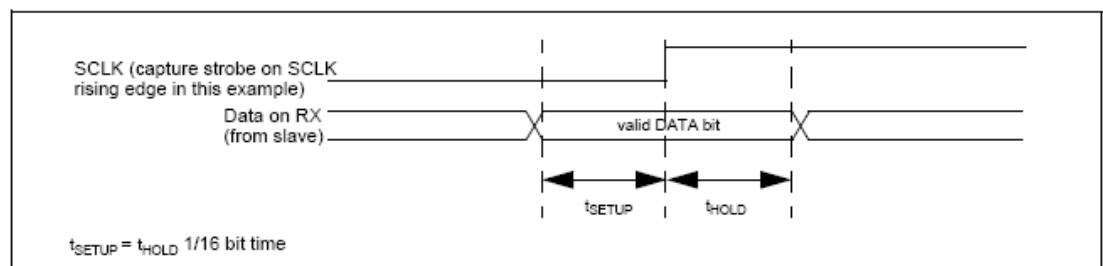 SCLK (capture strobe on SCLK
rising edge in this example)
Data on RX
(from slave)
valid DATA bit
tSETUP
tHOLD
tSETUP = tHOLD 1/16 bit time